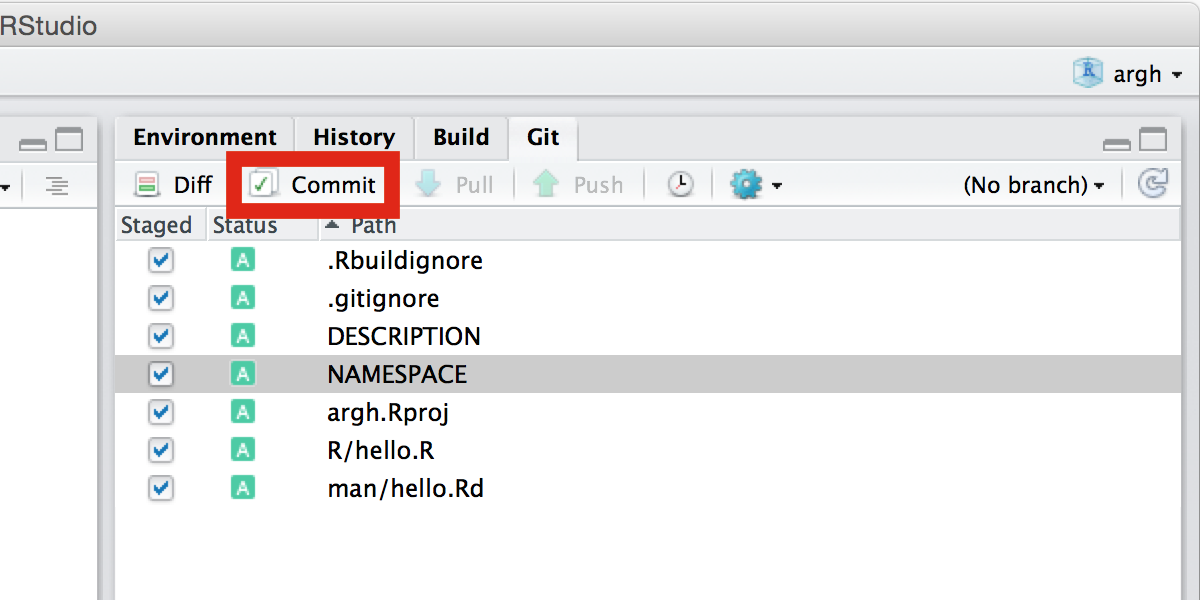 RStudio
argh
Environment History Build Git
Diff Commit Pull Push (No branch)
Staged Status Path
A .Rbuildignore
A .gitignore
A DESCRIPTION
A NAMESPACE
A argh.Rproj
A R/hello.R
A man/hello.Rd